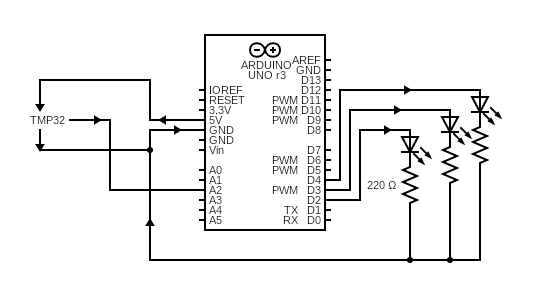 AREF
ARDUINO GND
UNO r3 D13
IOREF D12
RESET PWM D11
3.3V PWM D10
TMP32 5V PWM D9
GND D8
GND
Vin D7
PWM D6
A0 PWM D5
A1 D4
220 Ω A2 PWM D3
A3 D2
A4 TX D1
A5 RX D0